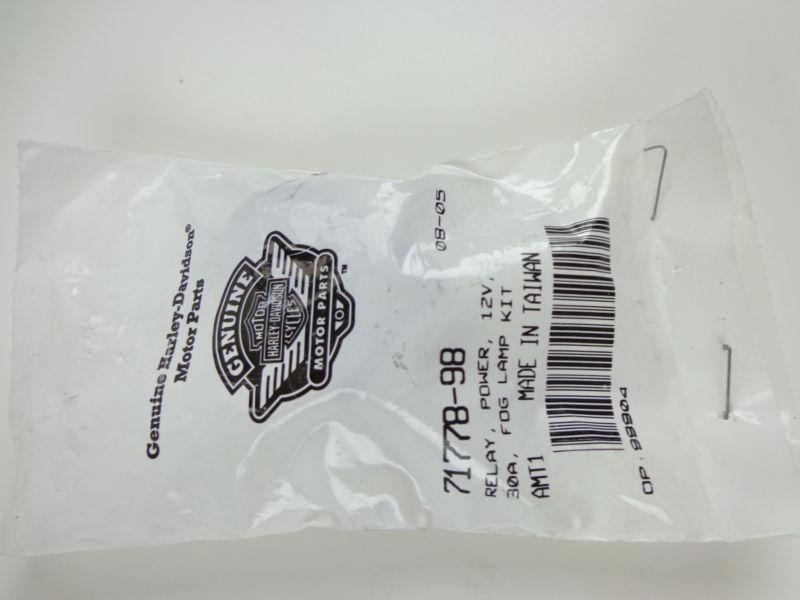 Genuine Harley-Davidson®
Motor Parts
GENUINE
MOTOR
HARLEY-DAVIDSON
CYCLES
MOTOR PARTS
TM
08-05
71778-98
RELAY, POWER, 12V,
30A, FOG LAMP KIT
AMT1 MADE IN TAIWAN
OP: 99904